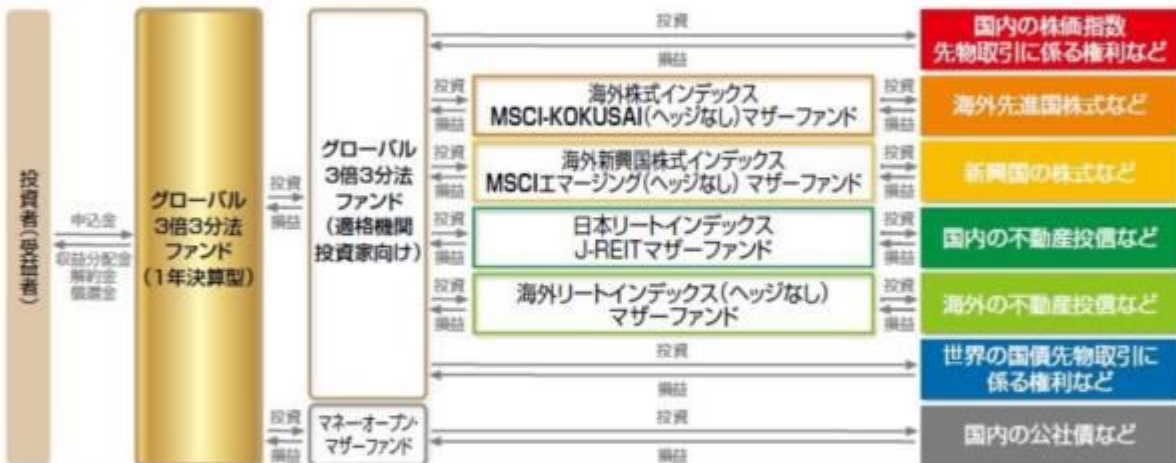 投資者(受益者)
申込金
収益分配金
解約金
償還金
グローバル
3倍3分法
ファンド
(1年決算型)
投資
損益
グローバル
3倍3分法
ファンド
(適格機関
投資家向け)
投資
損益
国内の株価指数
先物取引に係る権利など
投資
損益
海外株式インデックス
MSCI-KOKUSAI(ヘッジなし)マザーファンド
投資
損益
海外先進国株式など
投資
損益
海外新興国株式インデックス
MSCIエマージング(ヘッジなし) マザーファンド
投資
損益
新興国の株式など
投資
損益
日本リートインデックス
J-REITマザーファンド
投資
損益
国内の不動産投信など
投資
損益
海外リートインデックス(ヘッジなし)
マザーファンド
投資
損益
海外の不動産投信など
投資
損益
世界の国債先物取引に
係る権利など
投資
損益
マネー・オープン・
マザーファンド
投資
損益
国内の公社債など